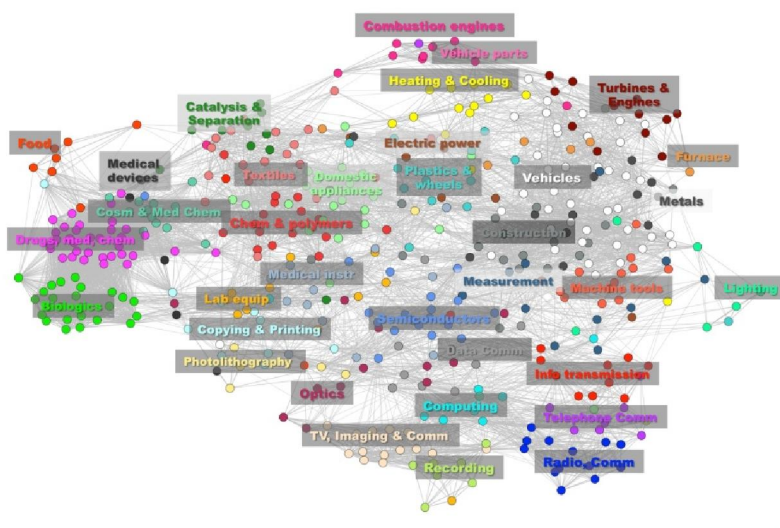 Combustion engines
Vehicle parts
Heating & Cooling
Turbines &
Engines
Catalysis &
Separation
Food
Electric power
Furnace
Medical
devices
Textiles
Domestic
appliances
Plastics &
wheels
Vehicles
Metals
Cosm & Med Chem
Chem & polymers
Construction
Drugs, med, chem
Medical instr
Measurement
Machine tools
Lighting
Biologics
Lab equip
Semiconductors
Copying & Printing
Data Comm
Photolithography
Info transmission
Optics
Computing
Telephone Comm
TV, Imaging & Comm
Recording
Radio, Comm